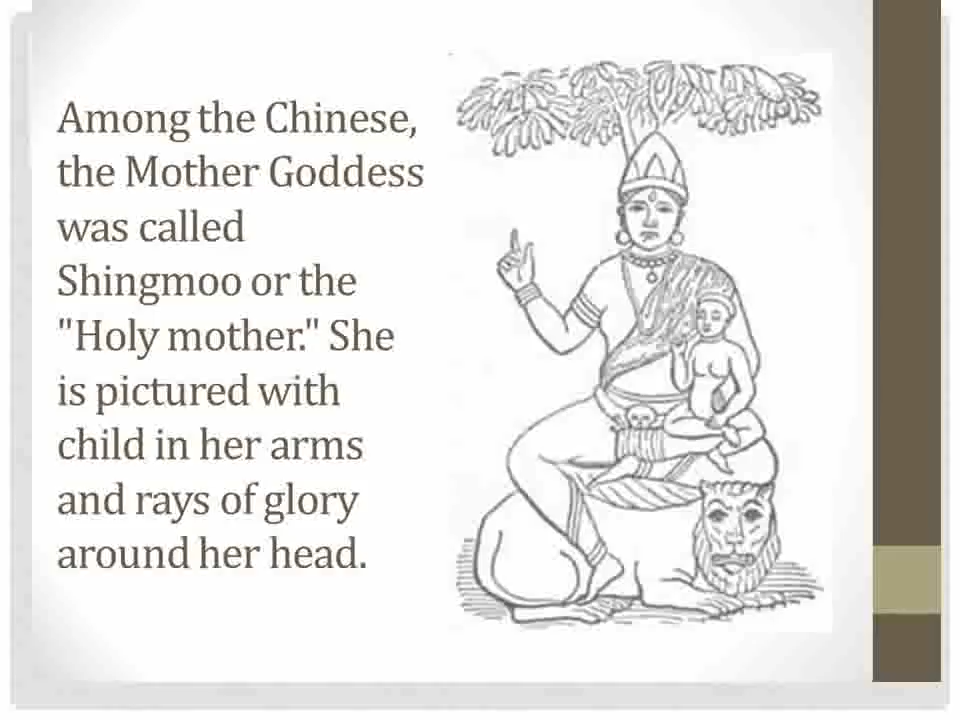 Among the Chinese,
the Mother Goddess
was called
Shingmoo or the
"Holy mother." She
is pictured with
child in her arms
and rays of glory
around her head.